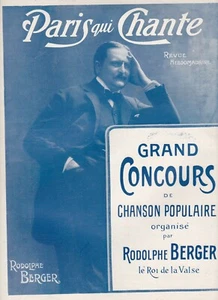 Paris qui Chante
REVUE
HEBDOMADAIRE
GRAND
CONCOURS
DE
CHANSON POPULAIRE
organisé
par
RODOLPHE BERGER
le Roi de la Valse
RODOLPHE
BERGER